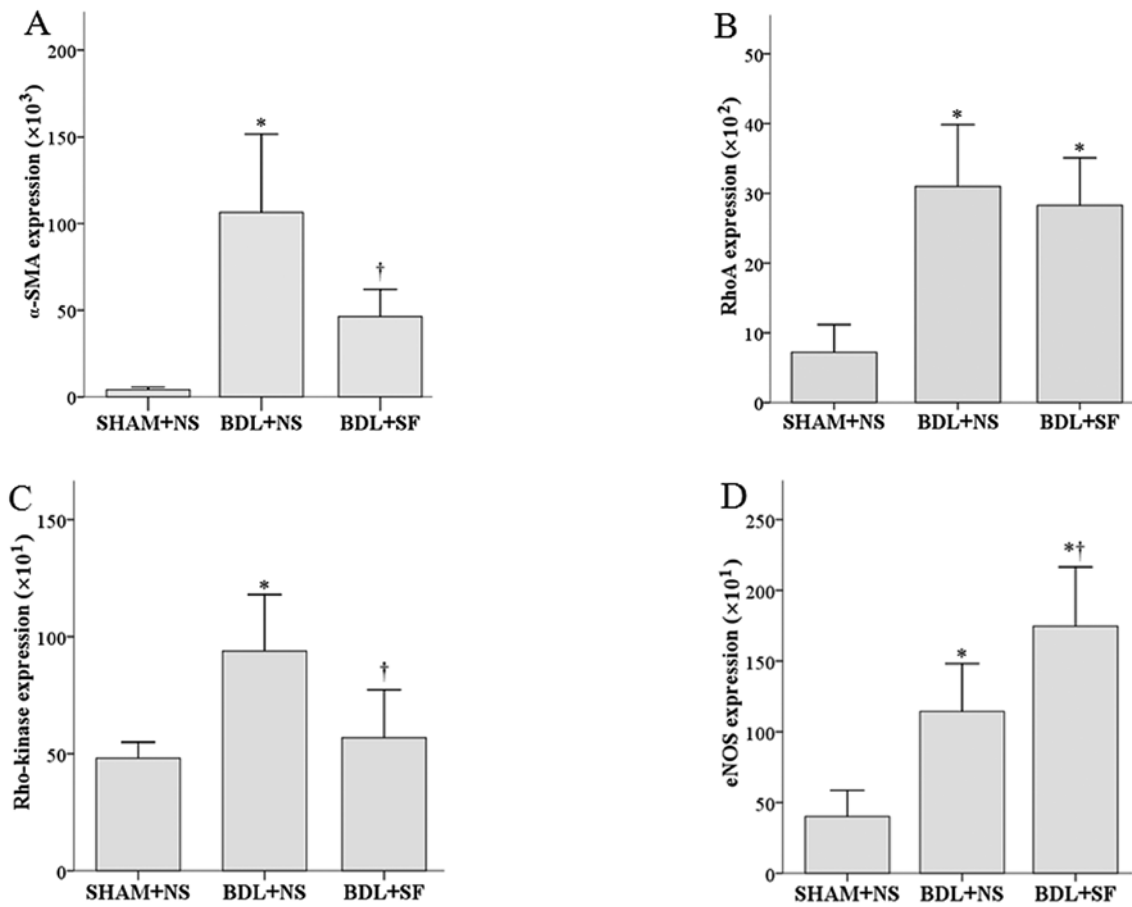 A
α-SMA expression (×10³)
200
150
100
50
0
*
†
SHAM+NS BDL+NS BDL+SF
B
RhoA expression (×10²)
50
40
30
20
10
0
*
*
SHAM+NS BDL+NS BDL+SF
C
Rho-kinase expression (×10¹)
150
100
50
0
*
†
SHAM+NS BDL+NS BDL+SF
D
eNOS expression (×10¹)
250
200
150
100
50
0
*
*†
SHAM+NS BDL+NS BDL+SF